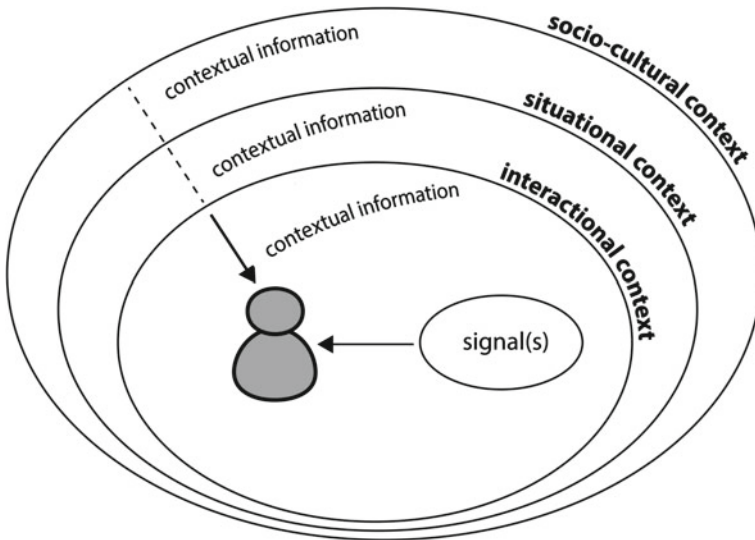 contextual information
socio-cultural context
contextual information
situational context
contextual information
interactional context
signal(s)